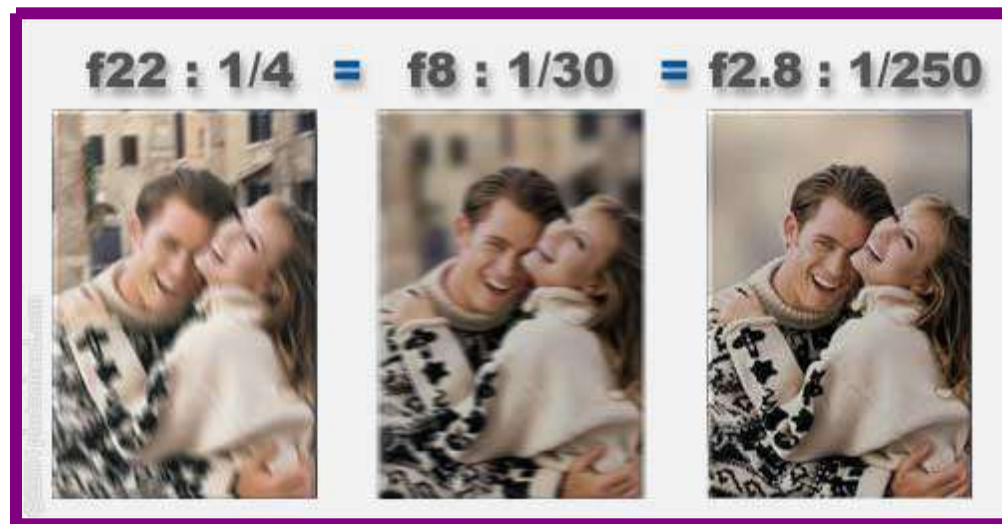 f22 : 1/4 = f8 : 1/30 = f2.8 : 1/250